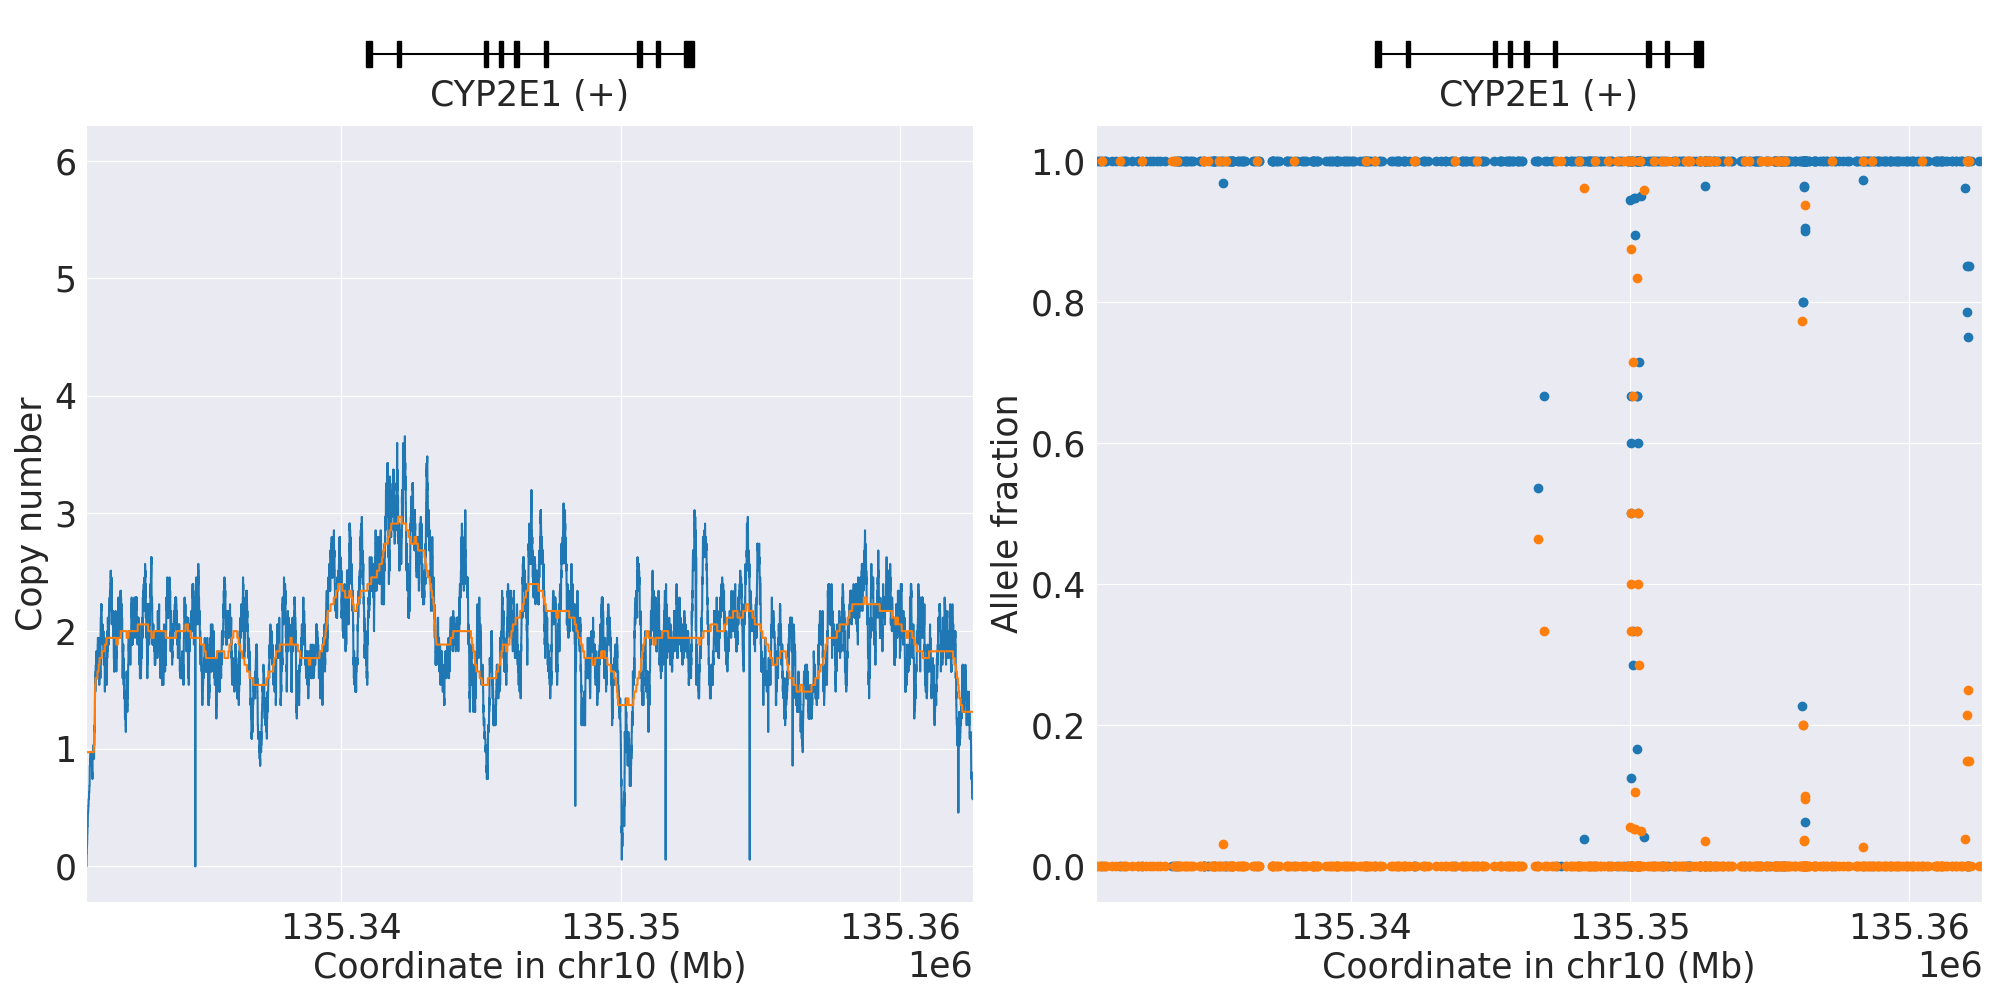 CYP2E1 (+)
6
5
4
3
2
1
0
Copy number
135.34 135.35 135.36
Coordinate in chr10 (Mb)
1e6
CYP2E1 (+)
1.0
0.8
0.6
0.4
0.2
0.0
Allele fraction
135.34 135.35 135.36
Coordinate in chr10 (Mb)
1e6